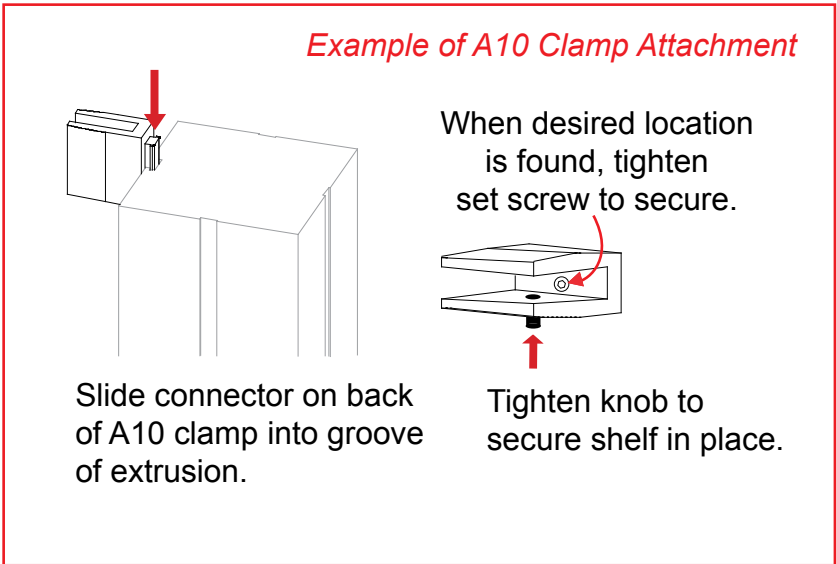 Example of A10 Clamp Attachment
When desired location
is found, tighten
set screw to secure.
Slide connector on back
of A10 clamp into groove
of extrusion.
Tighten knob to
secure shelf in place.